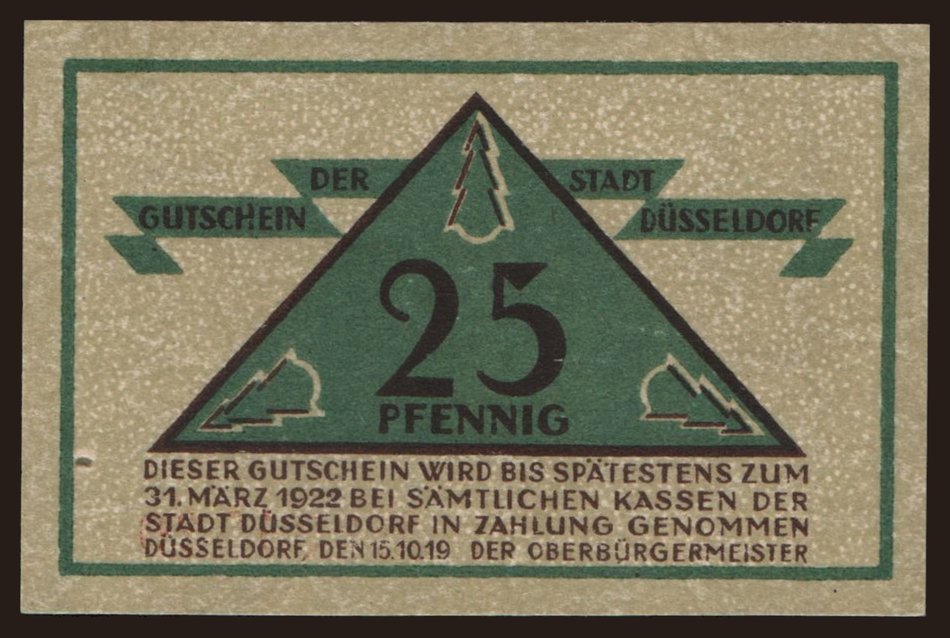 GUTSCHEIN DER STADT DÜSSELDORF
25
PFENNIG
DIESER GUTSCHEIN WIRD BIS SPÄTESTENS ZUM
31. MÄRZ 1922 BEI SÄMTLICHEN KASSEN DER
STADT DÜSSELDORF IN ZAHLUNG GENOMMEN
DÜSSELDORF, DEN 15.10.19 DER OBERBÜRGERMEISTER